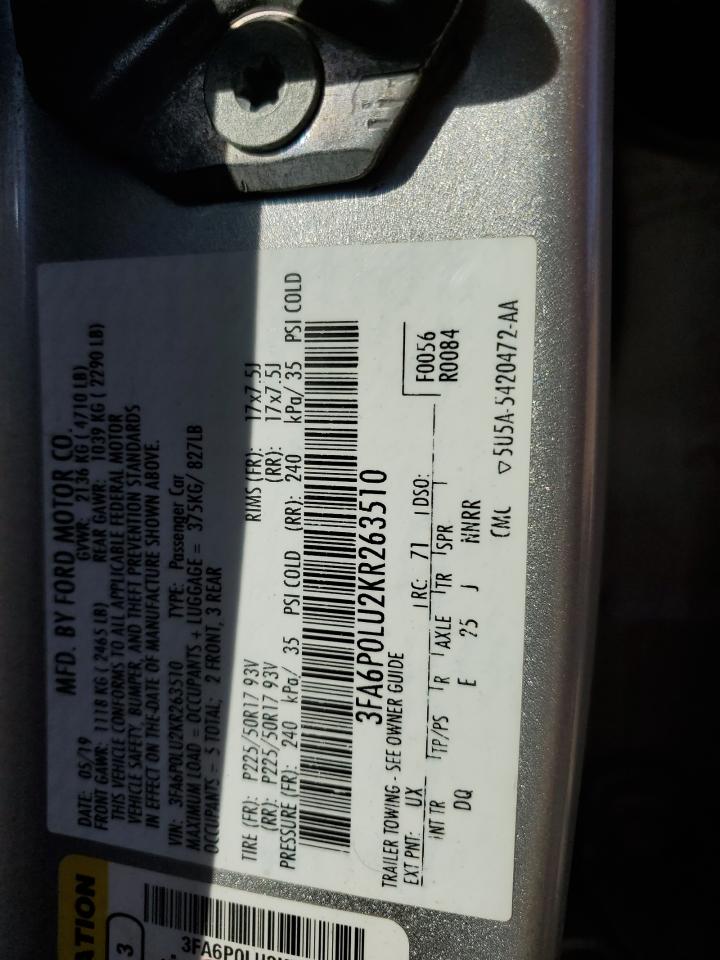 MFD. BY FORD MOTOR CO.
DATE: 05/19 GVWR: 2136 KG ( 4710 LB)
FRONT GAWR: 1118 KG ( 2465 LB) REAR GAWR: 1039 KG ( 2290 LB)
THIS VEHICLE CONFORMS TO ALL APPLICABLE FEDERAL MOTOR
VEHICLE SAFETY, BUMPER, AND THEFT PREVENTION STANDARDS
IN EFFECT ON THE DATE OF MANUFACTURE SHOWN ABOVE.
VIN: 3FA6P0LU2KR263510 TYPE: Passenger Car
MAXIMUM LOAD = OCCUPANTS + LUGGAGE = 375KG/ 827LB
OCCUPANTS = 5 TOTAL; 2 FRONT, 3 REAR
TIRE (FR): P225/50R17 93V RIMS (FR): 17x7.5J
(RR): P225/50R17 93V (RR): 17x7.5J
PRESSURE (FR): 240 kPa/ 35 PSI COLD (RR): 240 kPa/ 35 PSI COLD
3FA6P0LU2KR263510
TRAILER TOWING - SEE OWNER GUIDE
F0056
R0084
EXT PNT: UX RC: 71 DSO:
INT TR TP/PS R AXLE TR SPR
DQ E 25 J NNRR
CML ▽5U5A-5420472-AA
ATION
3